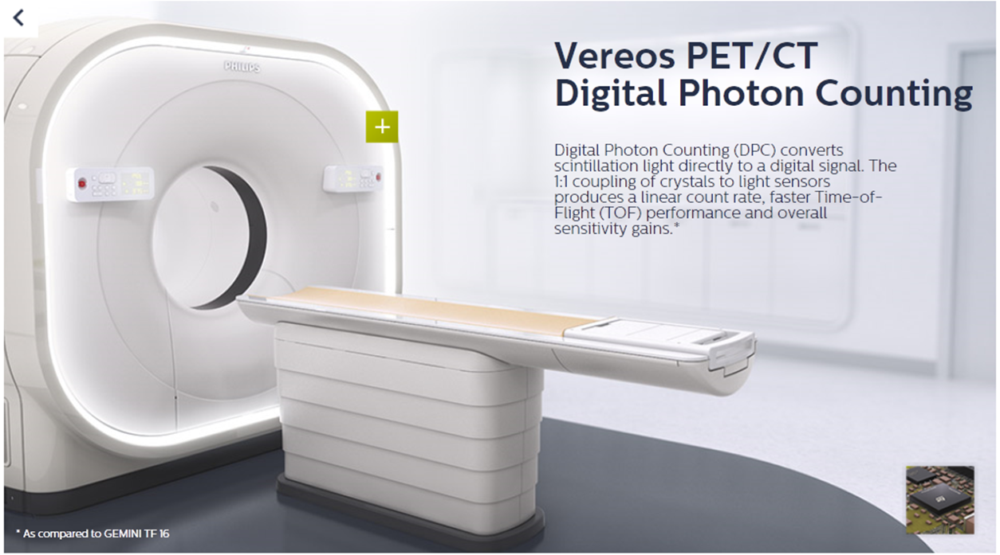 PHILIPS
Vereos PET/CT
Digital Photon Counting
Digital Photon Counting (DPC) converts
scintillation light directly to a digital signal. The
1:1 coupling of crystals to light sensors
produces a linear count rate, faster Time-of-
Flight (TOF) performance and overall
sensitivity gains.*
* As compared to GEMINI TF 16